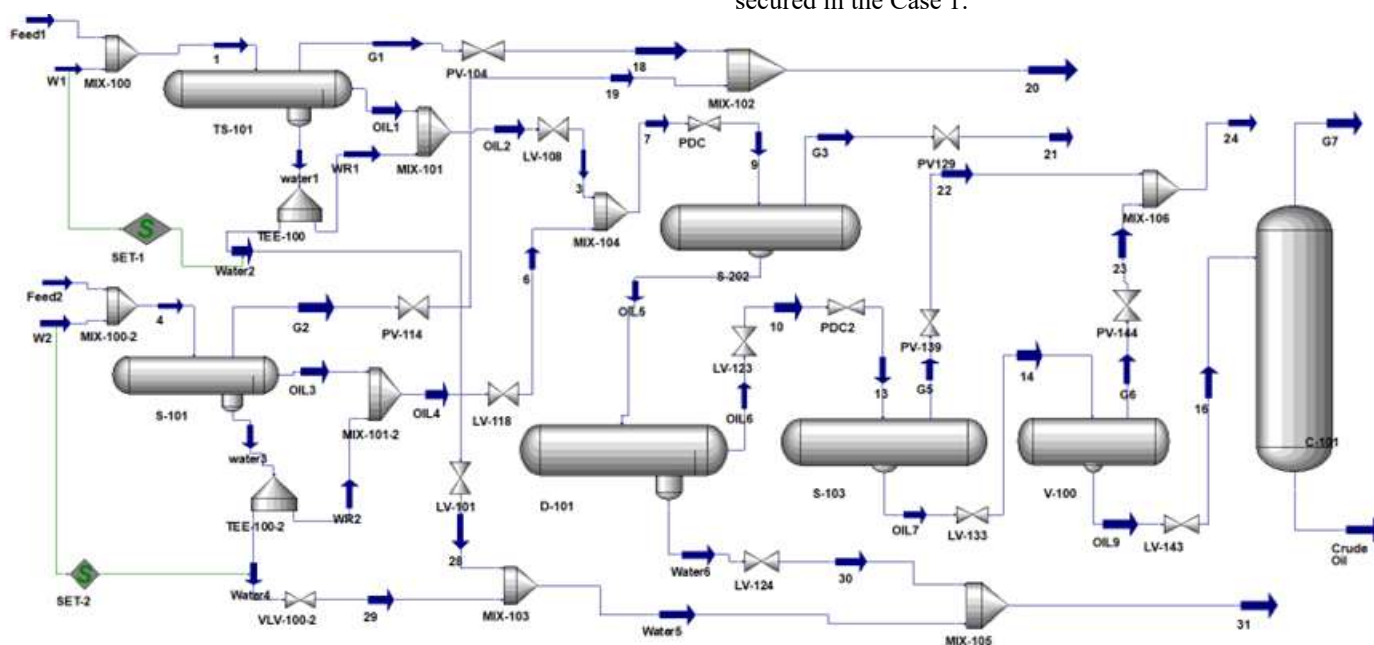 secured in the Case 1.
Feed1
W1
MIX-100
1
TS-101
G1
PV-104
18
19
MIX-102
20
OIL1
MIX-101
OIL2
LV-108
3
7
PDC
9
G3
PV129
21
22
24
G7
water1
WR1
TEE-100
SET-1
Water2
MIX-104
6
S-202
MIX-106
23
PV-144
Feed2
W2
MIX-100-2
4
G2
PV-114
S-101
OIL3
MIX-101-2
OIL4
LV-118
OIL5
LV-123
10
PDC2
13
PV-139
G5
14
G6
16
C-101
OIL6
water3
TEE-100-2
WR2
LV-101
D-101
S-103
V-100
OIL7
LV-133
OIL9
LV-143
Crude
Oil
28
Water6
LV-124
30
SET-2
Water4
VLV-100-2
29
MIX-103
Water5
MIX-105
31